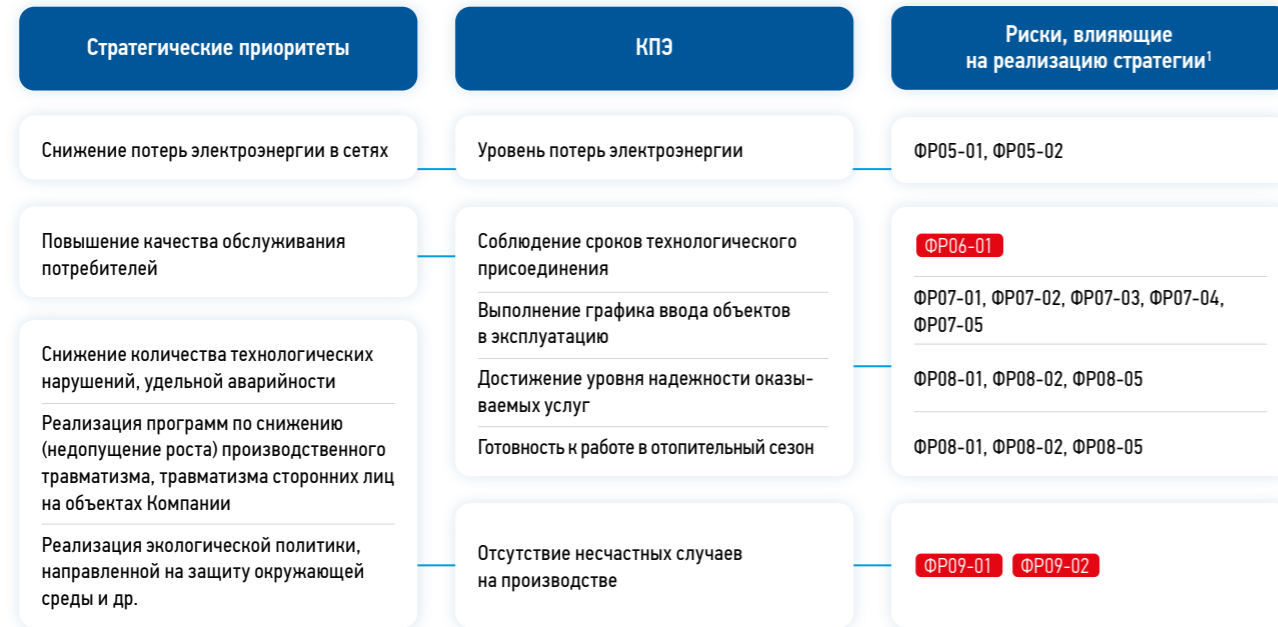 Стратегические приоритеты
КПЭ
Риски, влияющие
на реализацию стратегии¹
Снижение потерь электроэнергии в сетях
Уровень потерь электроэнергии
ФР05-01, ФР05-02
Повышение качества обслуживания
потребителей
Снижение количества технологических
нарушений, удельной аварийности
Реализация программ по снижению
(недопущение роста) производственного
травматизма, травматизма сторонних лиц
на объектах Компании
Реализация экологической политики,
направленной на защиту окружающей
среды и др.
Соблюдение сроков технологического
присоединения
Выполнение графика ввода объектов
в эксплуатацию
Достижение уровня надежности оказы-
ваемых услуг
Готовность к работе в отопительный сезон
Отсутствие несчастных случаев
на производстве
ФР06-01
ФР07-01, ФР07-02, ФР07-03, ФР07-04,
ФР07-05
ФР08-01, ФР08-02, ФР08-05
ФР08-01, ФР08-02, ФР08-05
ФР09-01 ФР09-02